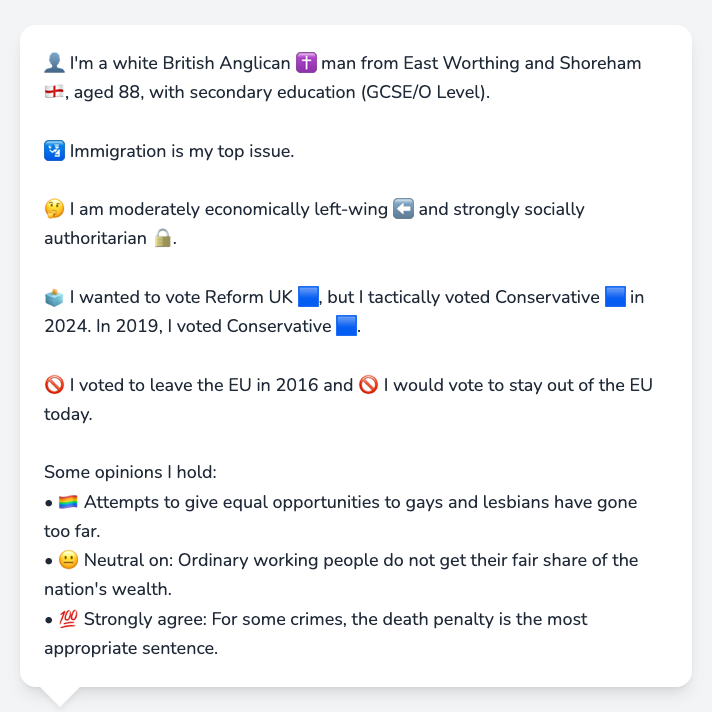 👤 I'm a white British Anglican ✝️ man from East Worthing and Shoreham
🏴󠁧󠁢󠁥󠁮󠁧󠁿, aged 88, with secondary education (GCSE/O Level).
🛂 Immigration is my top issue.
🤔 I am moderately economically left-wing ⬅️ and strongly socially
authoritarian 🔒.
🗳️ I wanted to vote Reform UK 🟦, but I tactically voted Conservative 🟦 in
2024. In 2019, I voted Conservative 🟦.
🚫 I voted to leave the EU in 2016 and 🚫 I would vote to stay out of the EU
today.
Some opinions I hold:
• 🏳️‍🌈 Attempts to give equal opportunities to gays and lesbians have gone
too far.
• 😐 Neutral on: Ordinary working people do not get their fair share of the
nation's wealth.
• 💯 Strongly agree: For some crimes, the death penalty is the most
appropriate sentence.